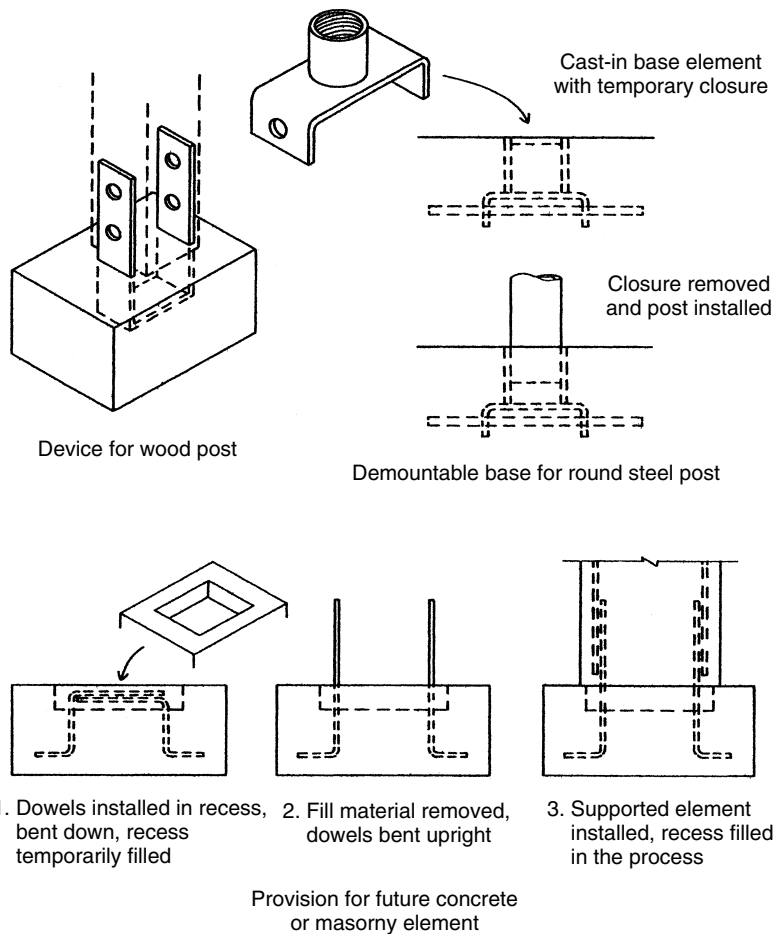 Cast-in base element
with temporary closure
Closure removed
and post installed
Device for wood post
Demountable base for round steel post
1. Dowels installed in recess,
bent down, recess
temporarily filled
2. Fill material removed,
dowels bent upright
3. Supported element
installed, recess filled
in the process
Provision for future concrete
or masorny element